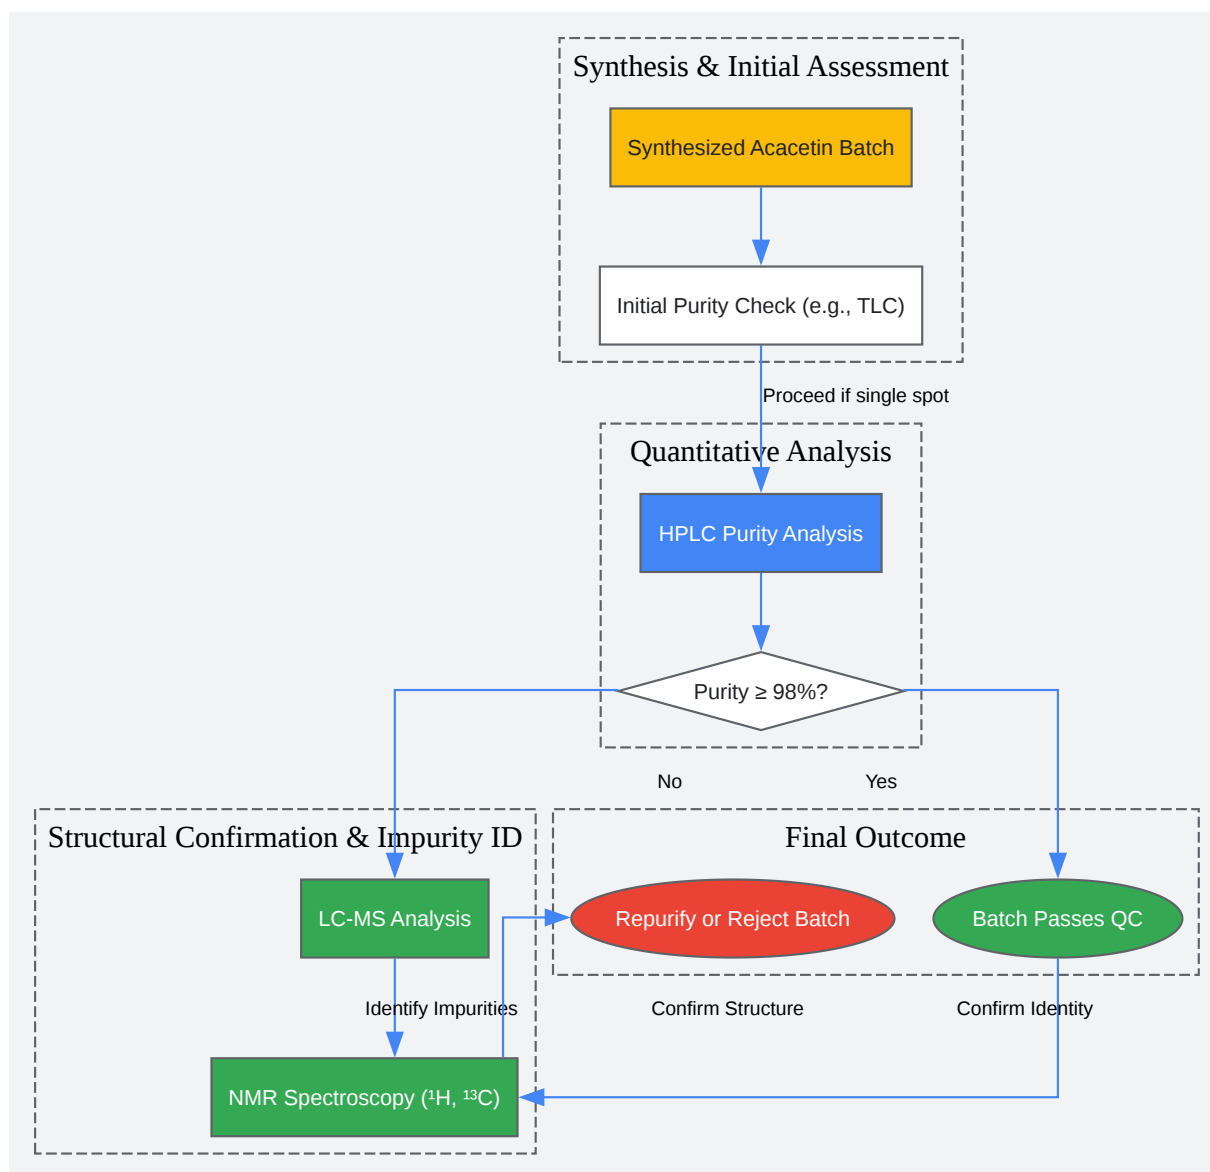 Synthesis & Initial Assessment
Synthesized Acacetin Batch
Initial Purity Check (e.g., TLC)
Proceed if single spot
Quantitative Analysis
HPLC Purity Analysis
Purity ≥ 98%?
No
Yes
Structural Confirmation & Impurity ID
Final Outcome
LC-MS Analysis
Repurify or Reject Batch
Batch Passes QC
Identify Impurities
Confirm Structure
Confirm Identity
NMR Spectroscopy (¹H, ¹³C)